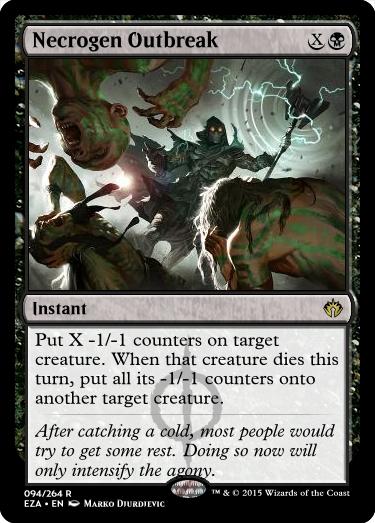 Necrogen Outbreak X
Instant
Put X -1/-1 counters on target
creature. When that creature dies this
turn, put all its -1/-1 counters onto
another target creature.
After catching a cold, most people would
try to get some rest. Doing so now will
only intensify the agony.
094/264 R
EZA • EN Marko Djurdjevic ™ & © 2015 Wizards of the Coast